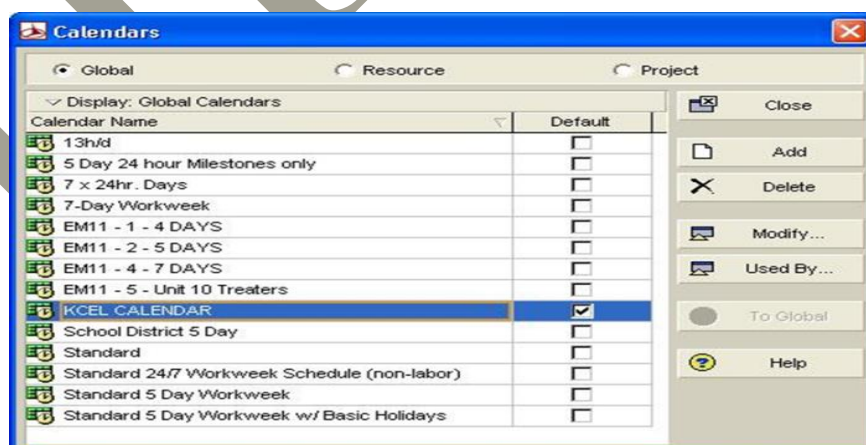 Calendars
Global Resource Project
Display: Global Calendars
Calendar Name Default
13h/d
5 Day 24 hour Milestones only
7 x 24hr. Days
7-Day Workweek
EM11 - 1 - 4 DAYS
EM11 - 2 - 5 DAYS
EM11 - 4 - 7 DAYS
EM11 - 5 - Unit 10 Treaters
KCEL CALENDAR
School District 5 Day
Standard
Standard 24/7 Workweek Schedule (non-labor)
Standard 5 Day Workweek
Standard 5 Day Workweek w/ Basic Holidays
Close
Add
Delete
Modify...
Used By...
To Global
Help